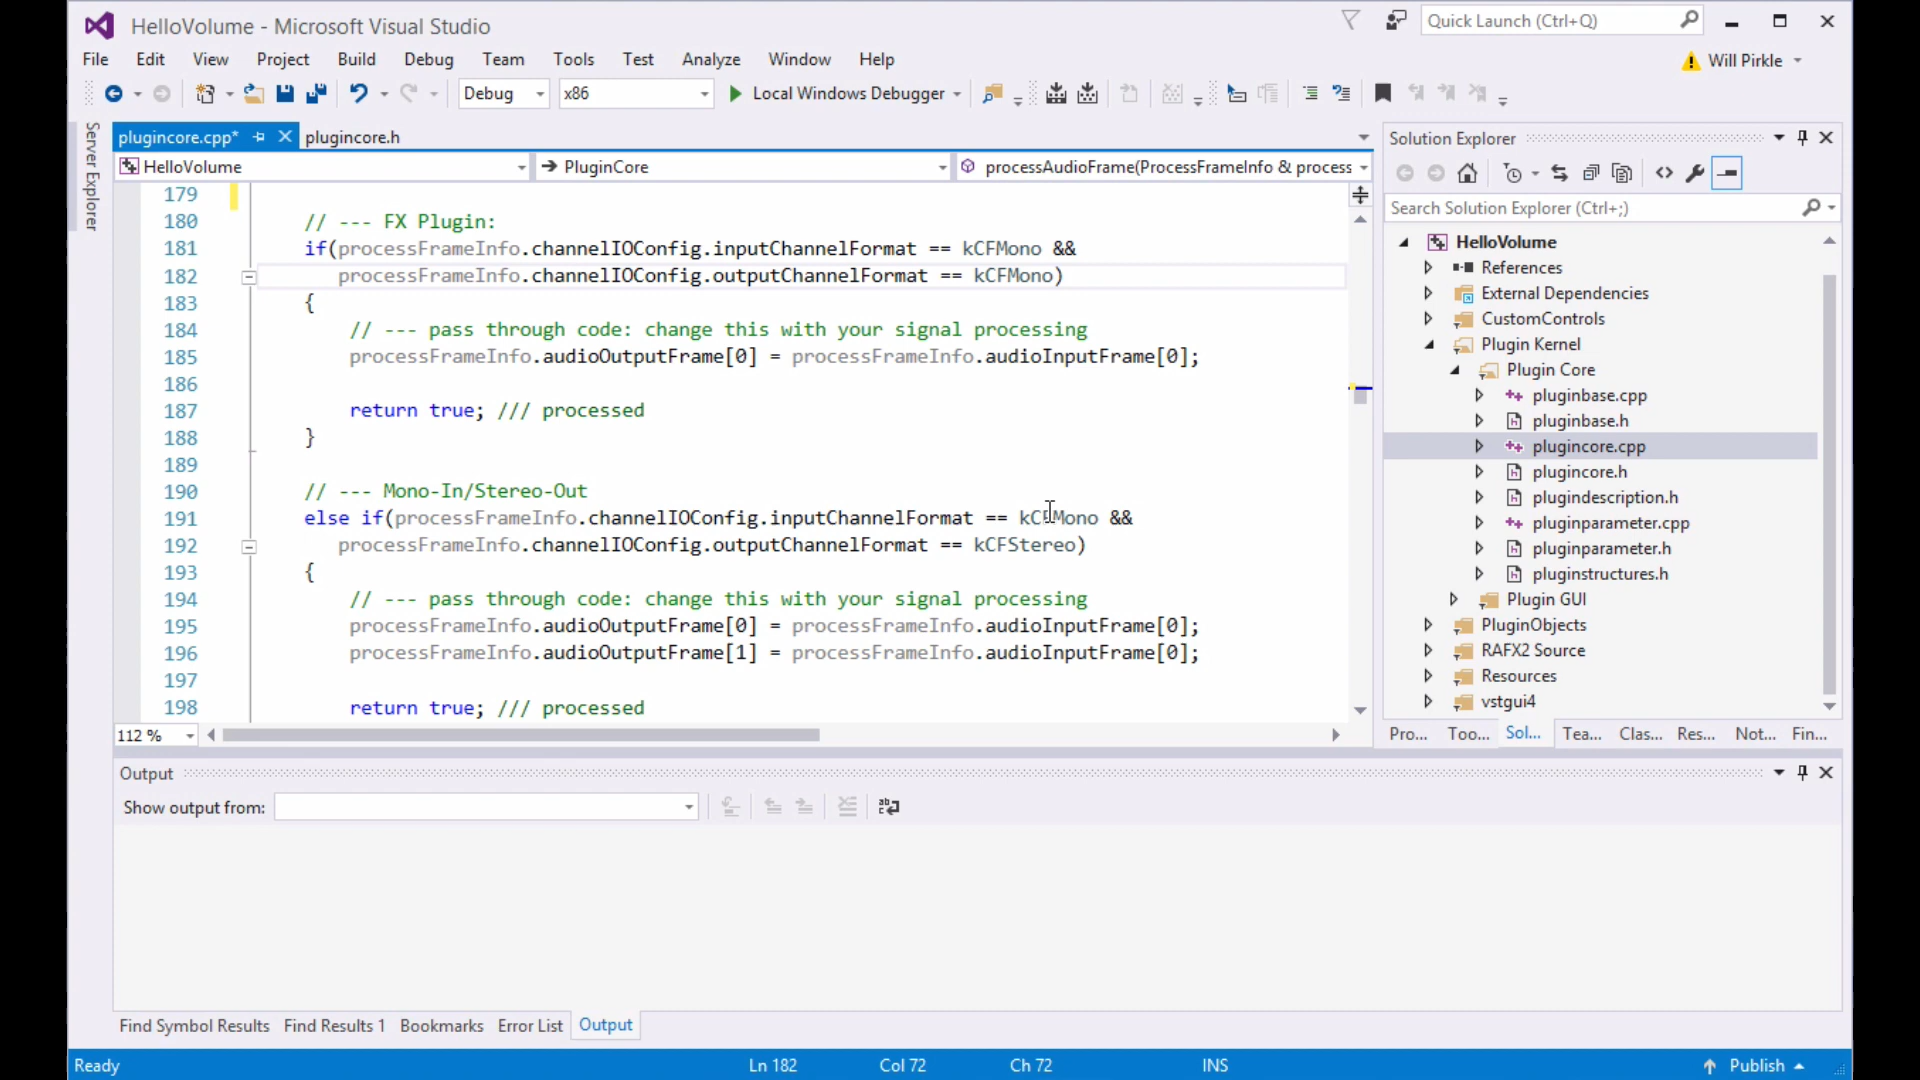 HelloVolume - Microsoft Visual Studio
Quick Launch (Ctrl+Q)
File Edit View Project Build Debug Team Tools Test Analyze Window Help
Will Pirkle
Debug x86 Local Windows Debugger
Server Explorer
plugincore.cpp* plugincore.h
HelloVolume PluginCore processAudioFrame(ProcessFrameInfo & process
179
180 // --- FX Plugin:
181 if(processFrameInfo.channelIOConfig.inputChannelFormat == kCFMono &&
182 processFrameInfo.channelIOConfig.outputChannelFormat == kCFMono)
183 {
184 // --- pass through code: change this with your signal processing
185 processFrameInfo.audioOutputFrame[0] = processFrameInfo.audioInputFrame[0];
186
187 return true; /// processed
188 }
189
190 // --- Mono-In/Stereo-Out
191 else if(processFrameInfo.channelIOConfig.inputChannelFormat == kCFMono &&
192 processFrameInfo.channelIOConfig.outputChannelFormat == kCFStereo)
193 {
194 // --- pass through code: change this with your signal processing
195 processFrameInfo.audioOutputFrame[0] = processFrameInfo.audioInputFrame[0];
196 processFrameInfo.audioOutputFrame[1] = processFrameInfo.audioInputFrame[0];
197
198 return true; /// processed
112 %
Solution Explorer
Search Solution Explorer (Ctrl+;)
HelloVolume
References
External Dependencies
CustomControls
Plugin Kernel
Plugin Core
pluginbase.cpp
pluginbase.h
plugincore.cpp
plugincore.h
plugindescription.h
pluginparameter.cpp
pluginparameter.h
pluginstructures.h
Plugin GUI
PluginObjects
RAFX2 Source
Resources
vstgui4
Pro... Too... Sol... Tea... Clas... Res... Not... Fin...
Output
Show output from:
Find Symbol Results Find Results 1 Bookmarks Error List Output
Ready Ln 182 Col 72 Ch 72 INS Publish